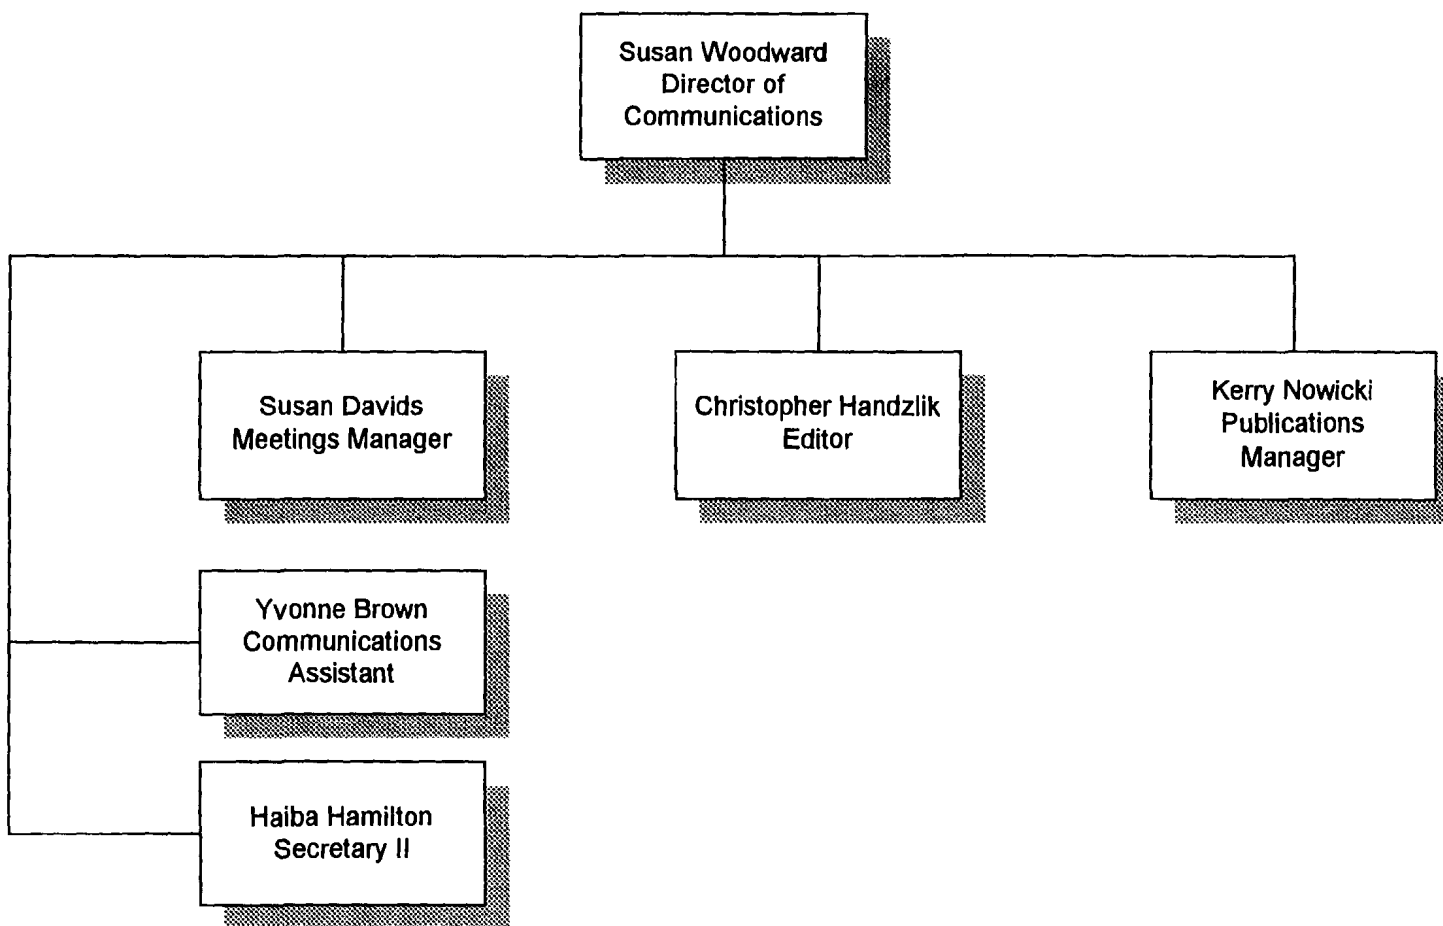 Susan Woodward
Director of
Communications
Susan Davids
Meetings Manager
Christopher Handzlik
Editor
Kerry Nowicki
Publications
Manager
Yvonne Brown
Communications
Assistant
Haiba Hamilton
Secretary II